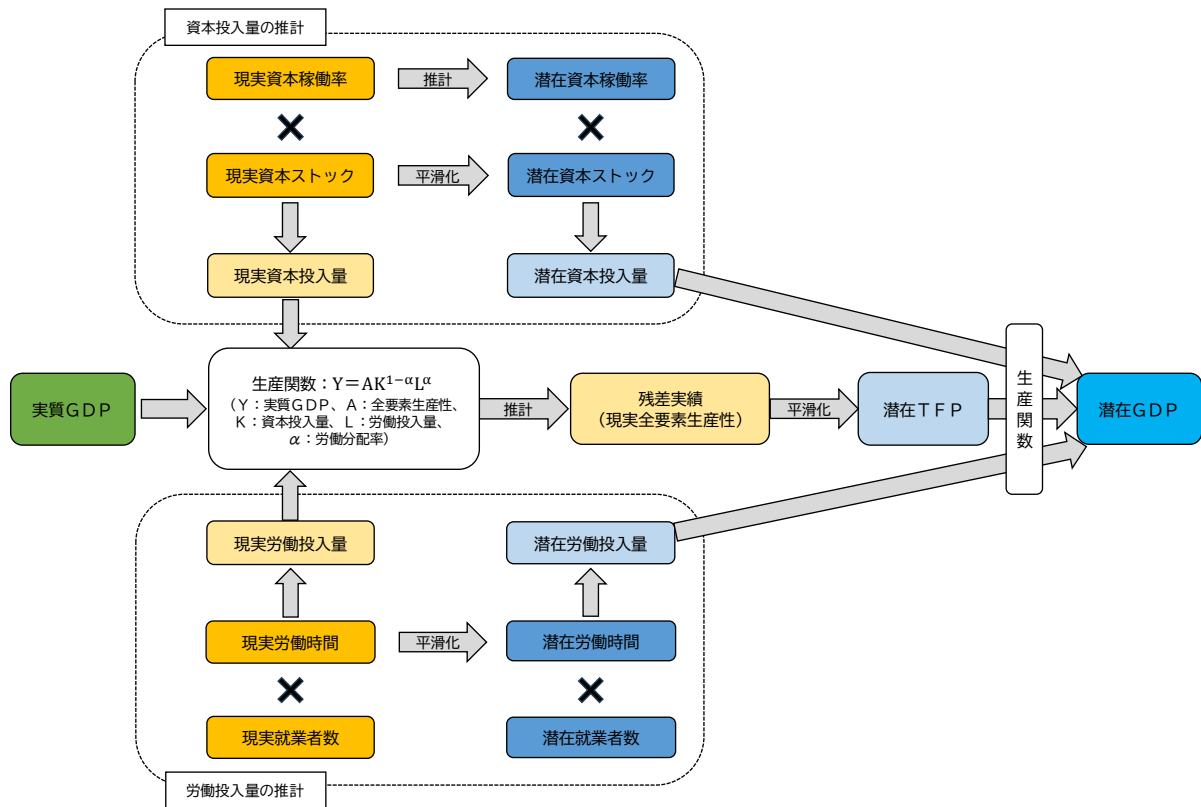 資本投入量の推計
現実資本稼働率
推計
潜在資本稼働率
現実資本ストック
平滑化
潜在資本ストック
現実資本投入量
潜在資本投入量
実質ＧＤＰ
生産関数：Y＝AK¹⁻ᵅLᵅ
（Ｙ：実質GDP、Ａ：全要素生産性、
Ｋ：資本投入量、Ｌ：労働投入量、
α：労働分配率）
推計
残差実績
（現実全要素生産性）
平滑化
潜在ＴＦＰ
生産関数
潜在ＧＤＰ
現実労働投入量
潜在労働投入量
現実労働時間
平滑化
潜在労働時間
現実就業者数
潜在就業者数
労働投入量の推計